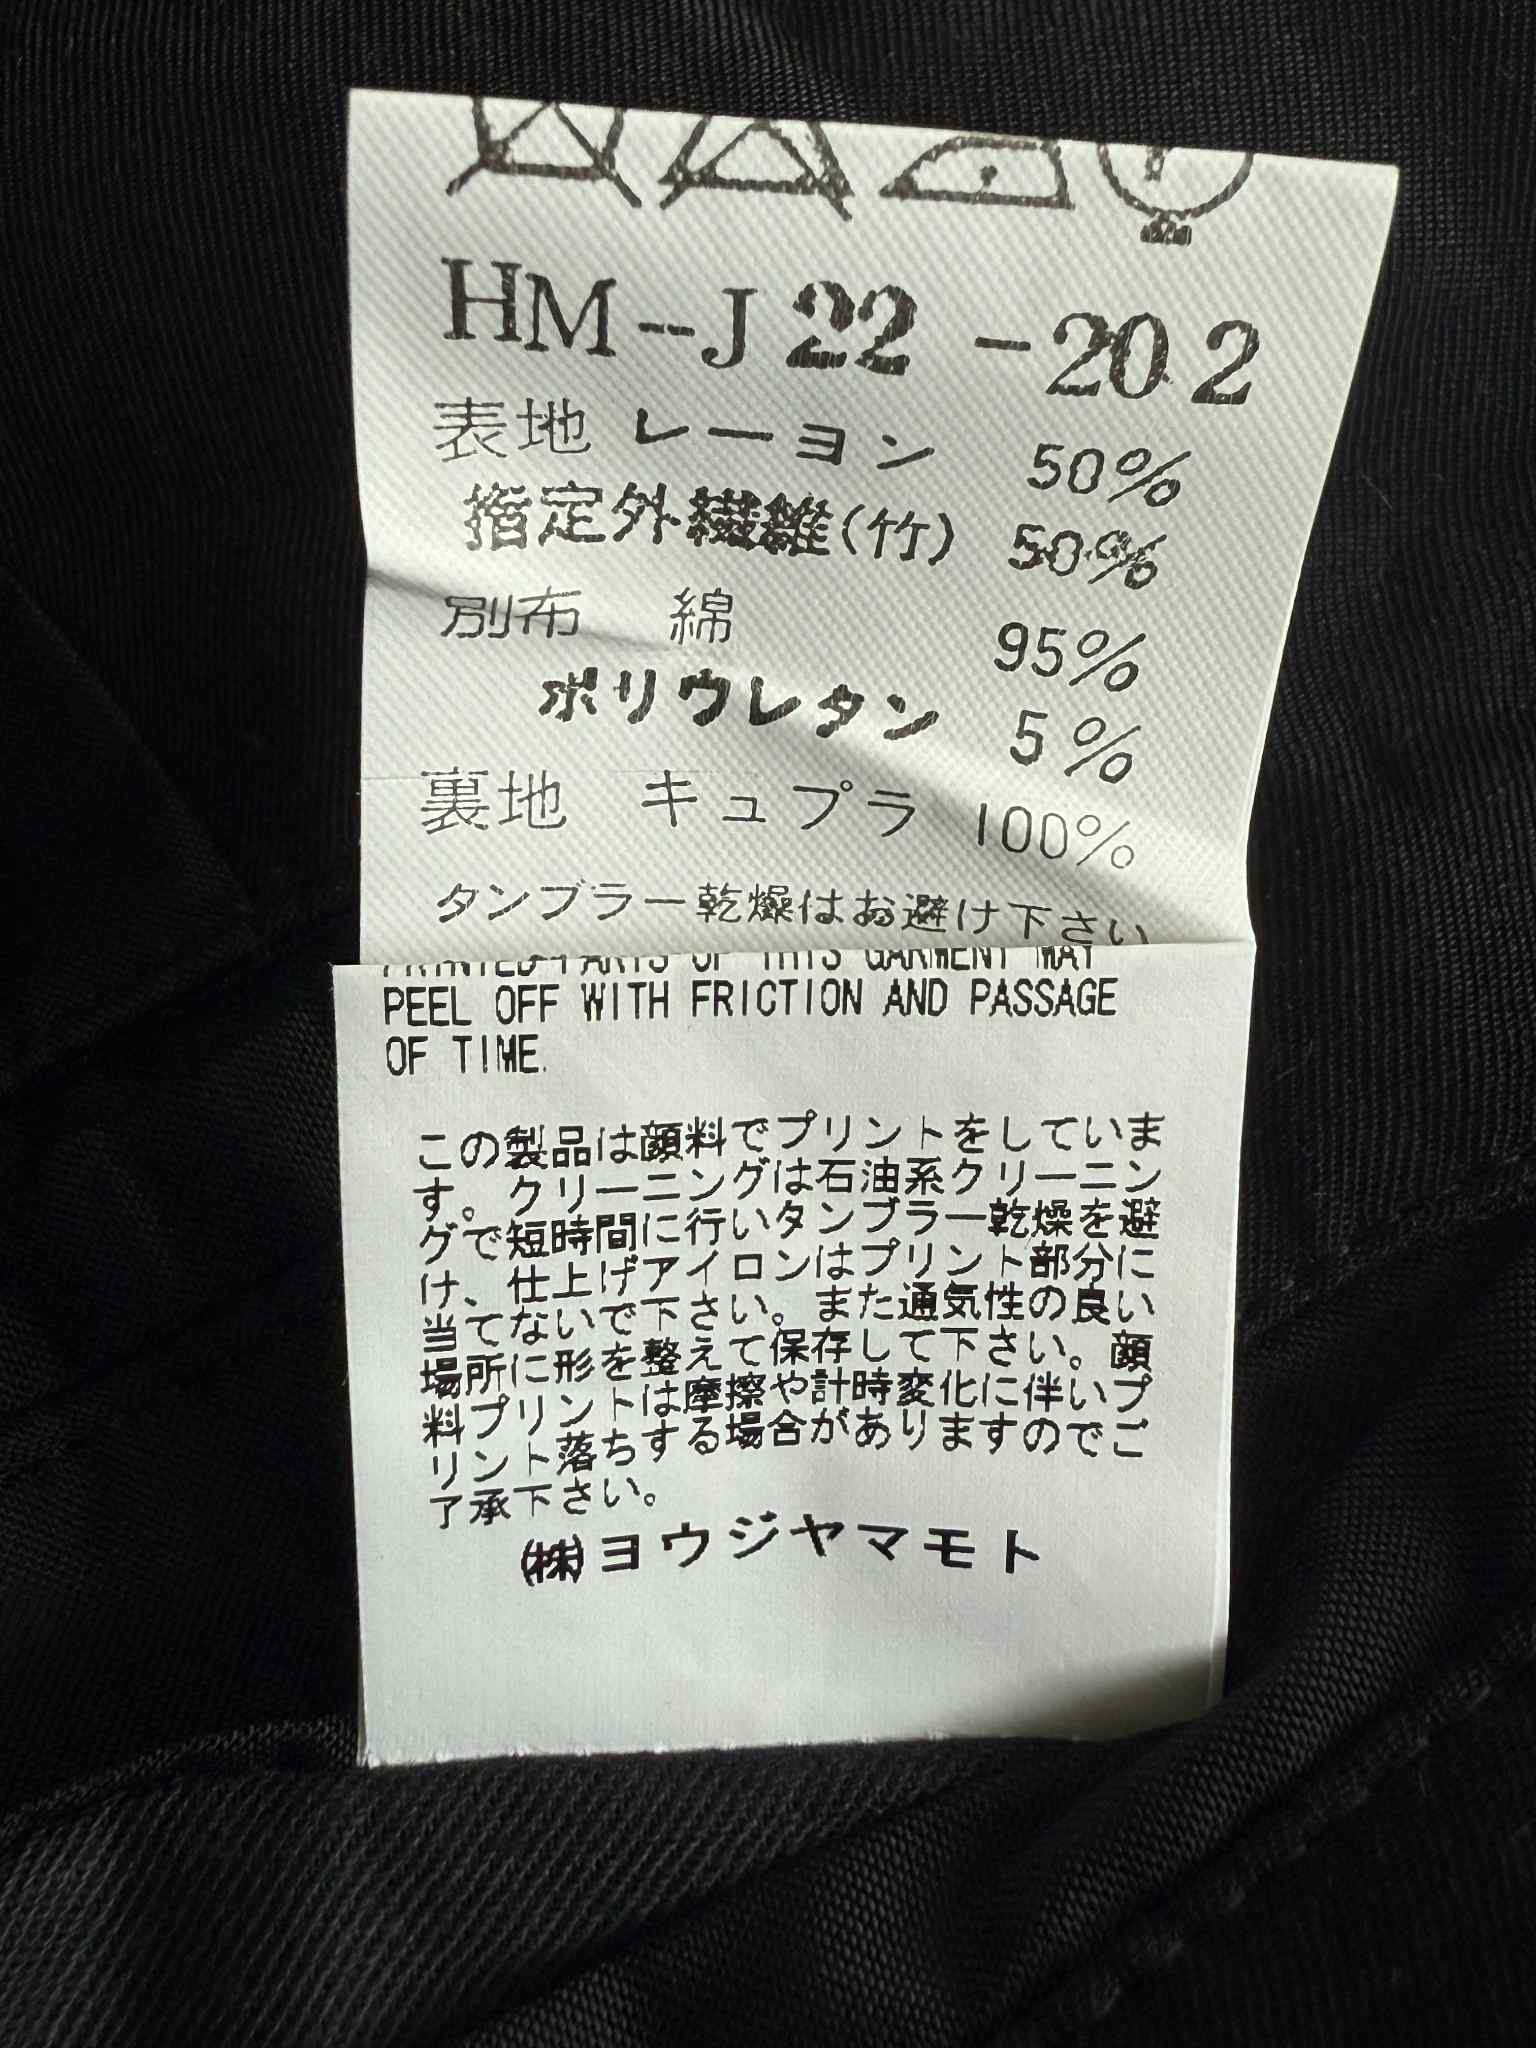 HM-J22-202
表地 レーヨン 50%
指定外繊維(竹) 50%
別布 綿 95%
ポリウレタン 5%
裏地 キュプラ 100%
タンブラー乾燥はお避け下さい
PRINTED PARTS OF THIS GARMENT MAY
PEEL OFF WITH FRICTION AND PASSAGE
OF TIME.
この製品は顔料でプリントをしていま
す。クリーニングは石油系クリーニン
グで短時間に行いタンブラー乾燥を避
け、仕上げアイロンはプリント部分に
当てないで下さい。また通気性の良い
場所に形を整えて保存して下さい。顔
料プリントは摩擦や計時変化に伴いプ
リント落ちする場合がありますのでご
了承下さい。
㈱ヨウジヤマモト